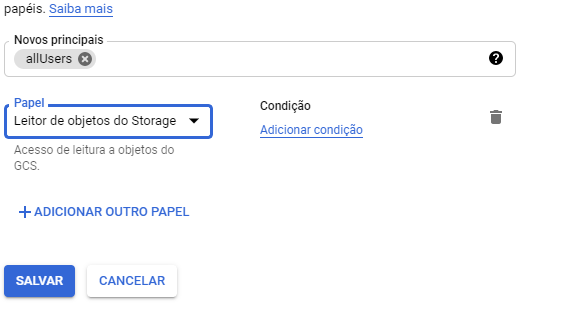 papéis. Saiba mais
Novos principais
allUsers
Papel
Leitor de objetos do Storage
Condição
Adicionar condição
Acesso de leitura a objetos do
GCS.
ADICIONAR OUTRO PAPEL
SALVAR
CANCELAR